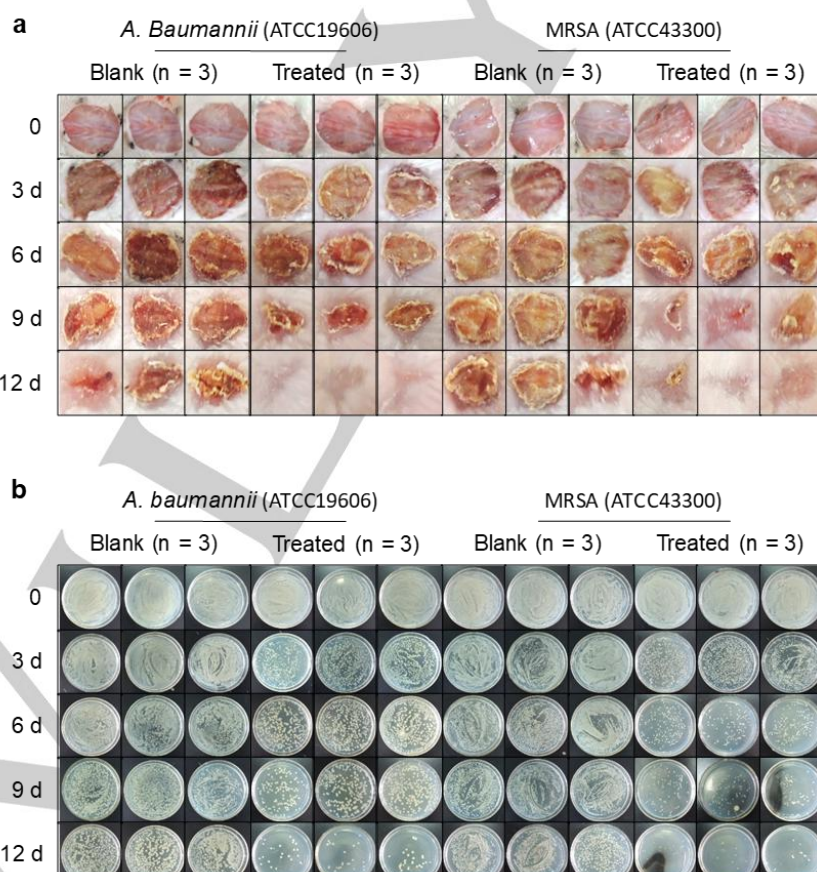 a
A. Baumannii (ATCC19606) MRSA (ATCC43300)
Blank (n = 3) Treated (n = 3) Blank (n = 3) Treated (n = 3)
0
3 d
6 d
9 d
12 d
b
A. baumannii (ATCC19606) MRSA (ATCC43300)
Blank (n = 3) Treated (n = 3) Blank (n = 3) Treated (n = 3)
0
3 d
6 d
9 d
12 d